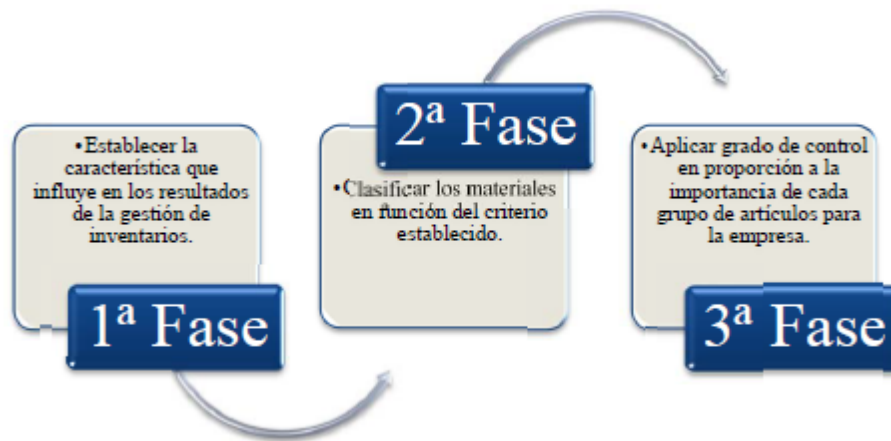 •Establecer la
característica que
influye en los resultados
de la gestión de
inventarios.
1ª Fase
2ª Fase
•Clasificar los materiales
en función del criterio
establecido.
•Aplicar grado de control
en proporción a la
importancia de cada
grupo de artículos para
la empresa.
3ª Fase